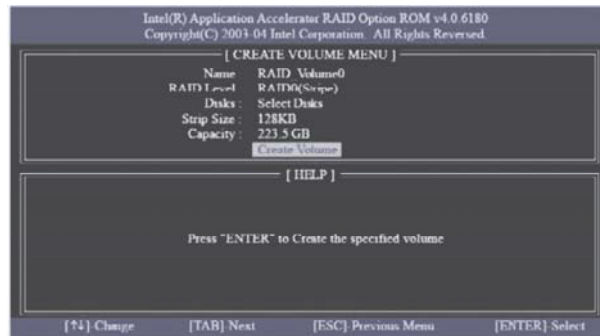 Intel(R) Application Accelerator RAID Option ROM v4.0.6180
Copyright(C) 2003-04 Intel Corporation. All Rights Reversed.
[ CREATE VOLUME MENU ]
Name RAID_Volume0
RAID Level RAID0(Stripe)
Disks : Select Disks
Strip Size : 128KB
Capacity : 223.5 GB
Create Volume
[ HELP ]
Press "ENTER" to Create the specified volume
[↑↓]-Change [TAB]-Next [ESC]-Previous Menu [ENTER]-Select